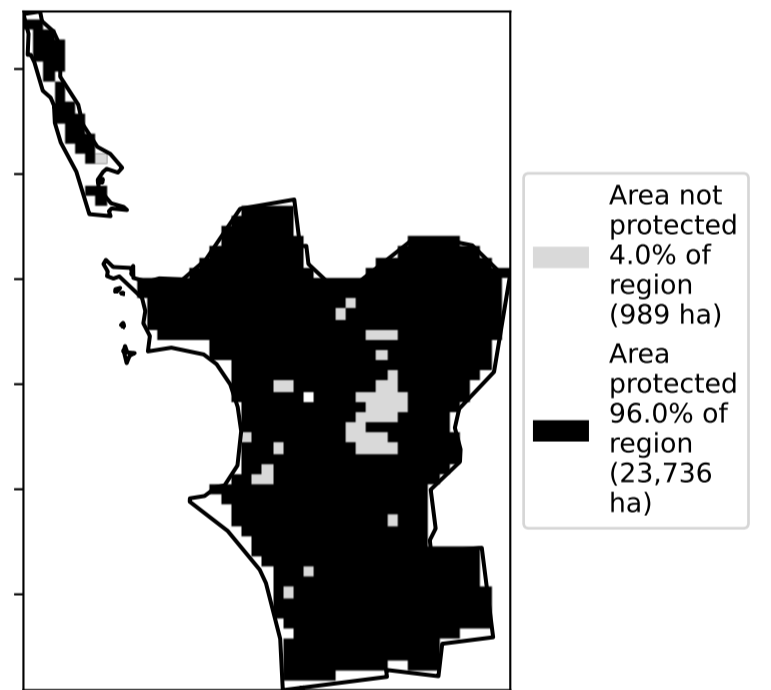 Area not
protected
4.0% of
region
(989 ha)
Area
protected
96.0% of
region
(23,736
ha)